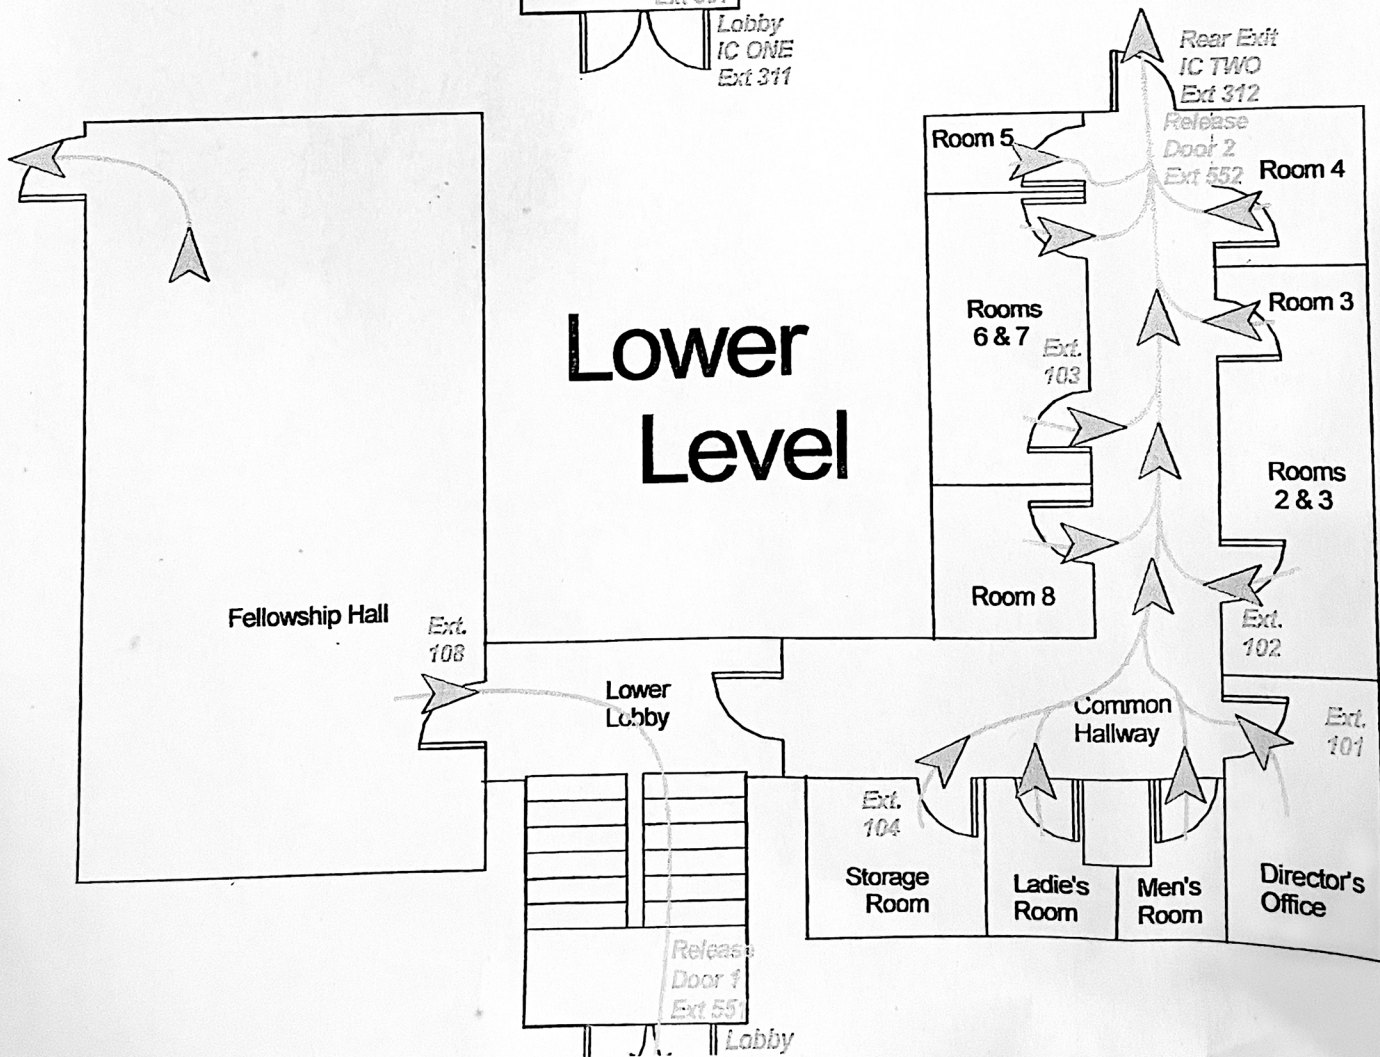 Lobby
IC ONE
Ext 311
Rear Exit
IC TWO
Ext 312
Release
Door 2
Ext 552
Room 5
Room 4
Rooms
6 & 7
Ext.
103
Room 3
Lower
Level
Rooms
2 & 3
Room 8
Fellowship Hall
Ext.
108
Ext.
102
Lower
Lobby
Common
Hallway
Ext.
101
Ext.
104
Storage
Room
Ladie's
Room
Men's
Room
Director's
Office
Release
Door 1
Ext 551
Lobby